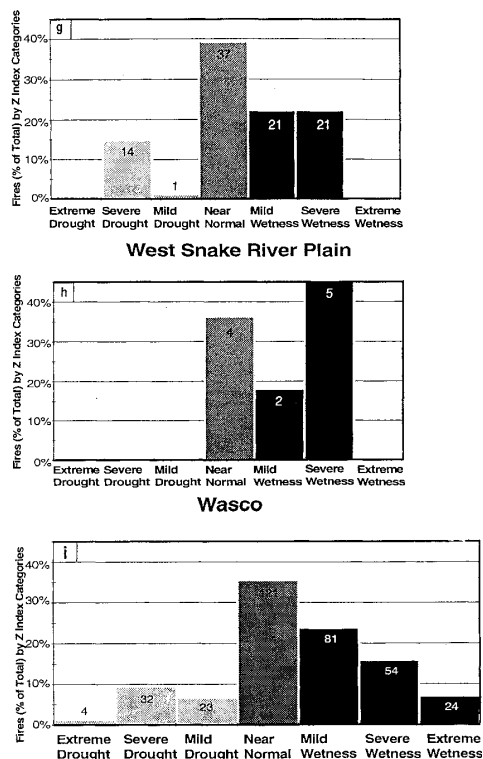 g
Fires (% of Total) by Z Index Categories
40%
30%
20%
10%
0%
14
1
37
21
21
Extreme Drought
Severe Drought
Mild Drought
Near Normal
Mild Wetness
Severe Wetness
Extreme Wetness
West Snake River Plain
h
Fires (% of Total) by Z Index Categories
40%
30%
20%
10%
0%
4
2
5
Extreme Drought
Severe Drought
Mild Drought
Near Normal
Mild Wetness
Severe Wetness
Extreme Wetness
Wasco
i
Fires (% of Total) by Z Index Categories
40%
30%
20%
10%
0%
4
32
23
81
54
24
Extreme Drought
Severe Drought
Mild Drought
Near Normal
Mild Wetness
Severe Wetness
Extreme Wetness